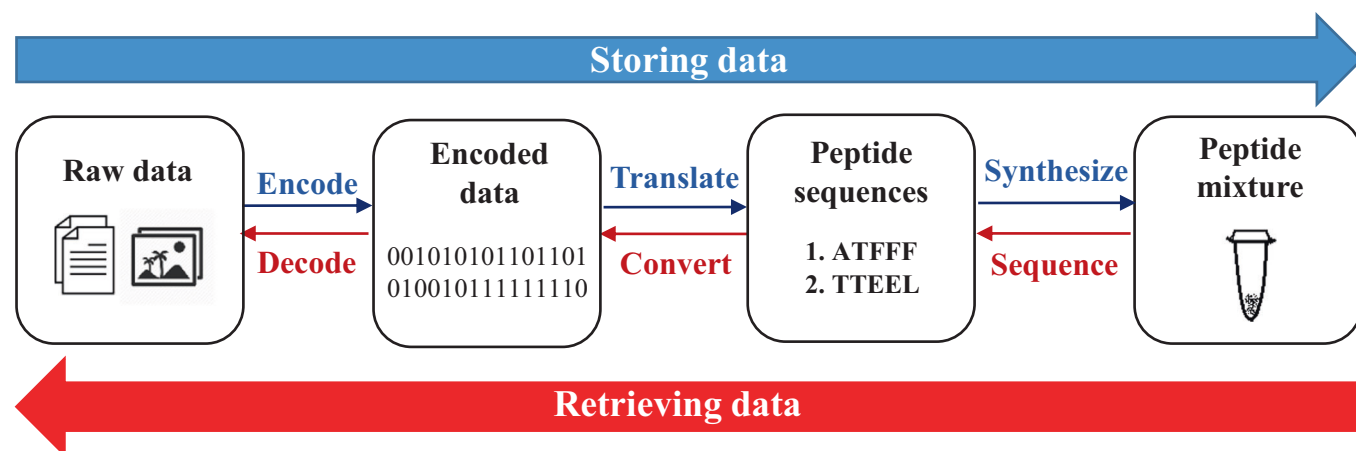 Storing data
Raw data
Encode
Decode
Encoded
data
001010101101101
010010111111110
Translate
Convert
Peptide
sequences
1. ATFFF
2. TTEEL
Synthesize
Sequence
Peptide
mixture
Retrieving data